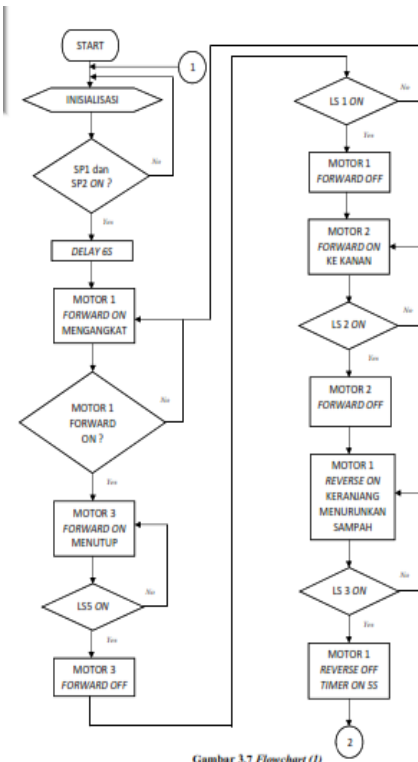 START
1
INISIALISASI
SP1 dan
SP2 ON ?
No
Yes
DELAY 6S
MOTOR 1
FORWARD ON
MENGANGKAT
MOTOR 1
FORWARD
ON ?
No
Yes
MOTOR 3
FORWARD ON
MENUTUP
LS5 ON
No
Yes
MOTOR 3
FORWARD OFF
LS 1 ON
No
Yes
MOTOR 1
FORWARD OFF
MOTOR 2
FORWARD ON
KE KANAN
LS 2 ON
No
Yes
MOTOR 2
FORWARD OFF
MOTOR 1
REVERSE ON
KERANJANG
MENURUNKAN
SAMPAH
LS 3 ON
No
Yes
MOTOR 1
REVERSE OFF
TIMER ON 5S
2
Gambar 3.7 Flowchart (1)